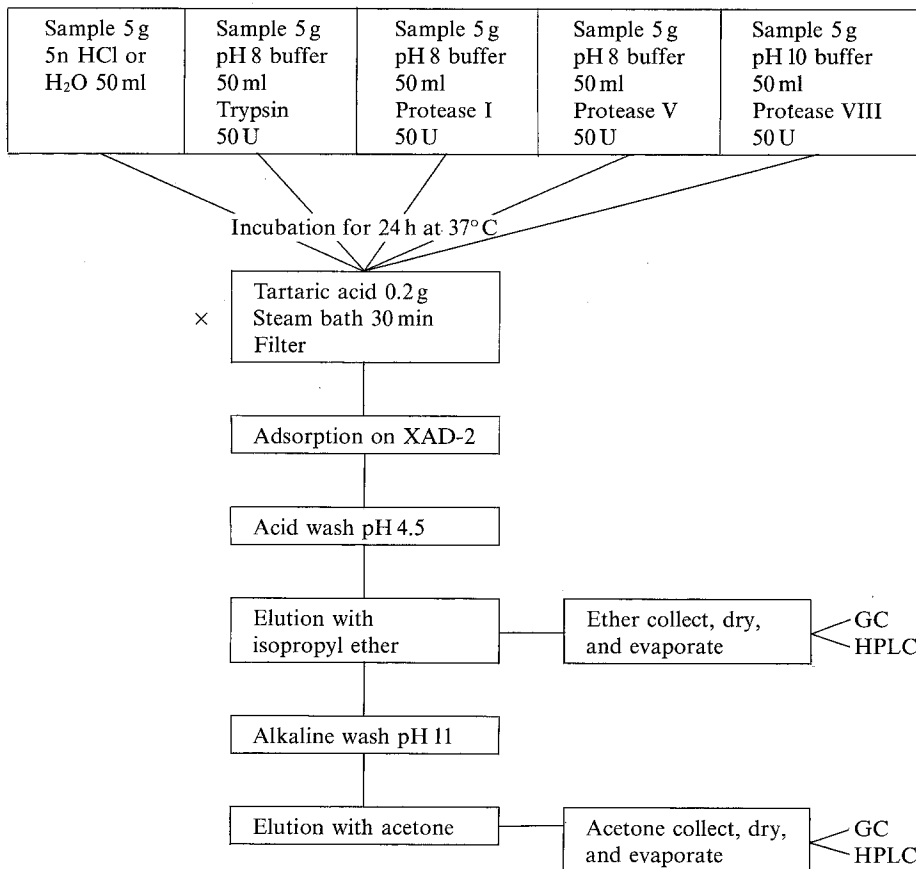 Sample 5 g
5n HCl or
H₂O 50 ml
Sample 5 g
pH 8 buffer
50 ml
Trypsin
50 U
Sample 5 g
pH 8 buffer
50 ml
Protease I
50 U
Sample 5 g
pH 8 buffer
50 ml
Protease V
50 U
Sample 5 g
pH 10 buffer
50 ml
Protease VIII
50 U
Incubation for 24 h at 37° C
×
Tartaric acid 0.2 g
Steam bath 30 min
Filter
Adsorption on XAD-2
Acid wash pH 4.5
Elution with
isopropyl ether
Ether collect, dry,
and evaporate
GC
HPLC
Alkaline wash pH 11
Elution with acetone
Acetone collect, dry,
and evaporate
GC
HPLC